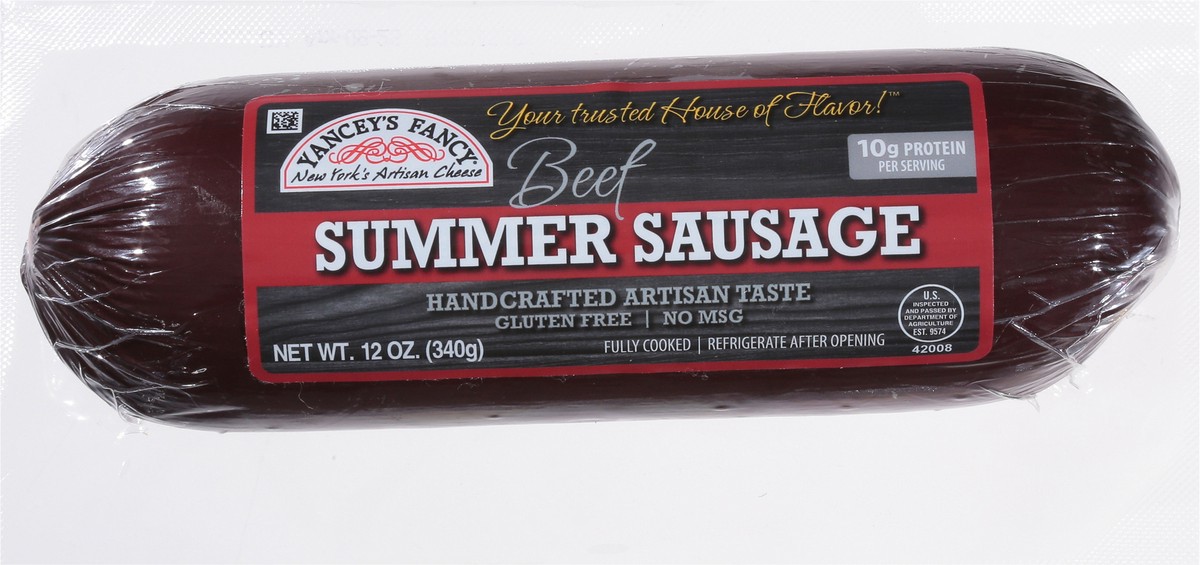 Your trusted House of Flavor!™
YANCEY'S FANCY®
New York's Artisan Cheese
Beef
10g PROTEIN
PER SERVING
SUMMER SAUSAGE
HANDCRAFTED ARTISAN TASTE
GLUTEN FREE | NO MSG
NET WT. 12 OZ. (340g)
FULLY COOKED | REFRIGERATE AFTER OPENING
U.S.
INSPECTED
AND PASSED BY
DEPARTMENT OF
AGRICULTURE
EST. 9574
42008